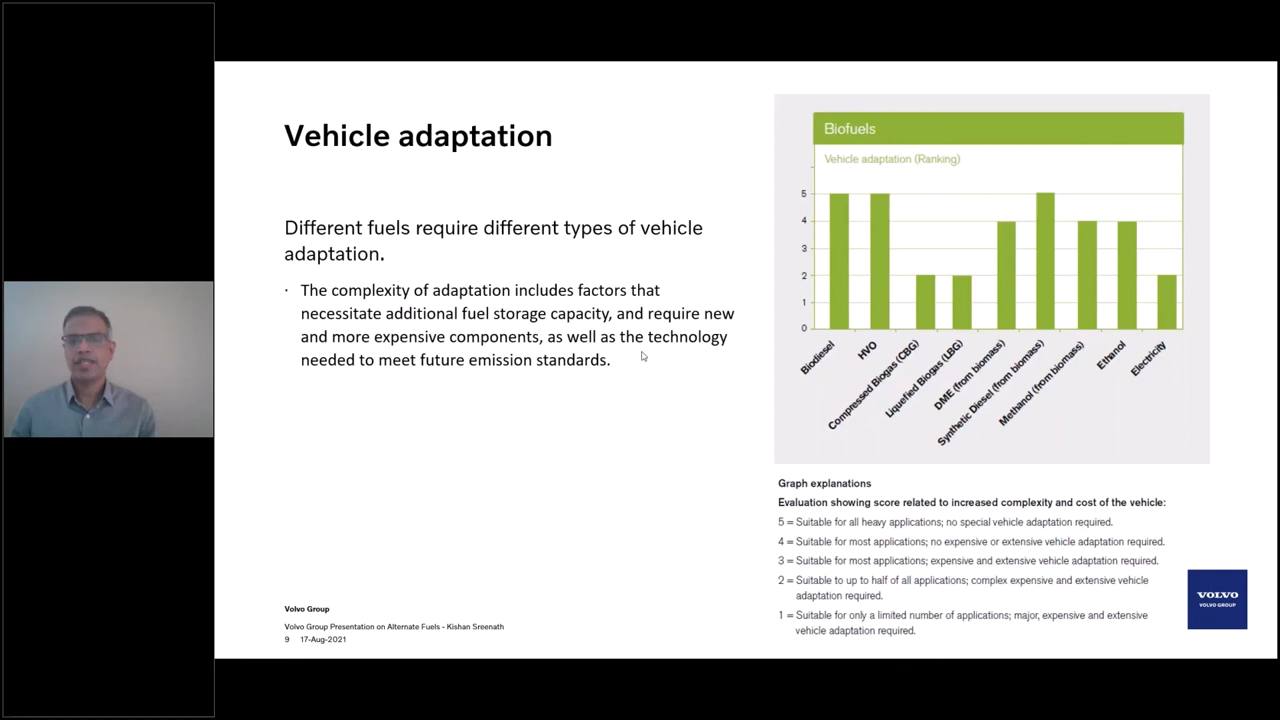 Vehicle adaptation
Different fuels require different types of vehicle
adaptation.
· The complexity of adaptation includes factors that
necessitate additional fuel storage capacity, and require new
and more expensive components, as well as the technology
needed to meet future emission standards.
Volvo Group
Volvo Group Presentation on Alternate Fuels - Kishan Sreenath
9 17-Aug-2021
Biofuels
Vehicle adaptation (Ranking)
5
4
3
2
1
0
Biodiesel
HVO
Compressed Biogas (CBG)
Liquefied Biogas (LBG)
DME (from biomass)
Synthetic Diesel (from biomass)
Methanol (from biomass)
Ethanol
Electricity
Graph explanations
Evaluation showing score related to increased complexity and cost of the vehicle:
5 = Suitable for all heavy applications; no special vehicle adaptation required.
4 = Suitable for most applications; no expensive or extensive vehicle adaptation required.
3 = Suitable for most applications; expensive and extensive vehicle adaptation required.
2 = Suitable to up to half of all applications; complex expensive and extensive vehicle
adaptation required.
1 = Suitable for only a limited number of applications; major, expensive and extensive
vehicle adaptation required.
VOLVO
VOLVO GROUP